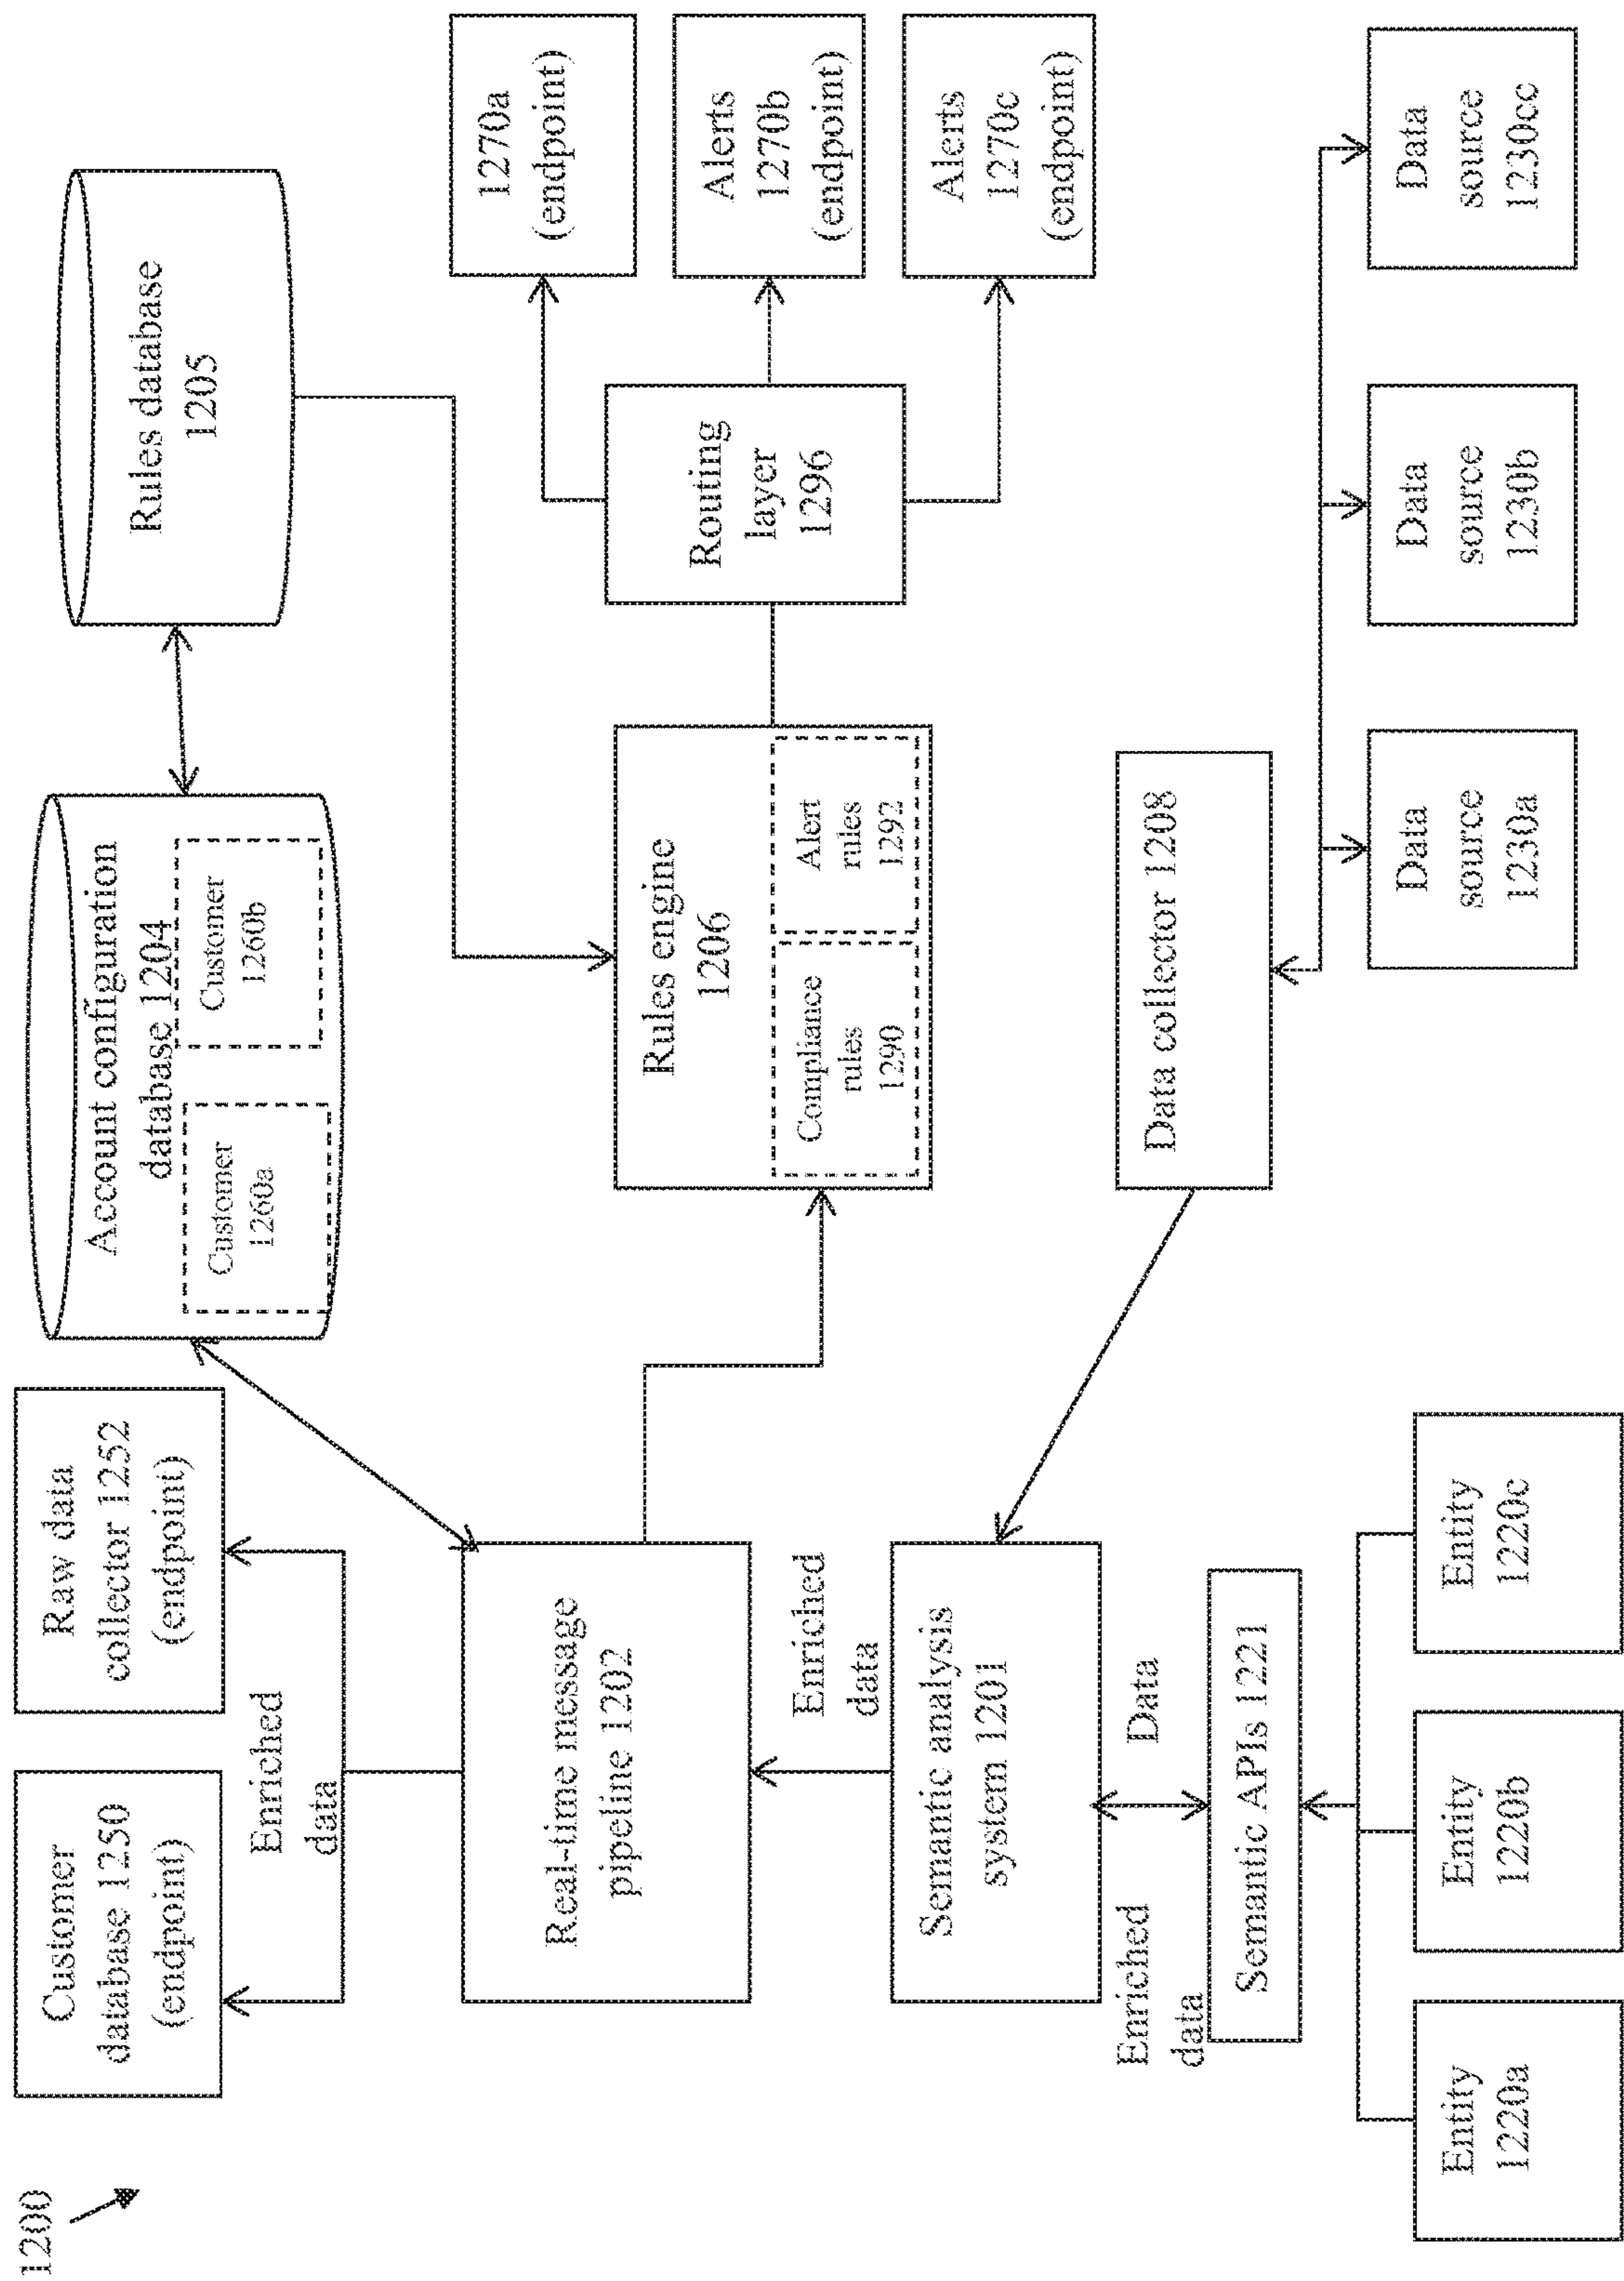 1200
Customer
database 1250
(endpoint)
Raw data
collector 1252
(endpoint)
Enriched
data
Account configuration
database 1204
Customer
1260a
Customer
1260b
Rules database
1205
Real-time message
pipeline 1202
Rules engine
1206
Compliance
rules
1290
Alert
rules
1292
Routing
layer
1296
1270a
(endpoint)
Alerts
1270b
(endpoint)
Alerts
1270c
(endpoint)
Enriched
data
Semantic analysis
system 1201
Enriched
data
Data
Semantic APIs 1221
Data collector 1208
Entity
1220a
Entity
1220b
Entity
1220c
Data
source
1230a
Data
source
1230b
Data
source
1230cc